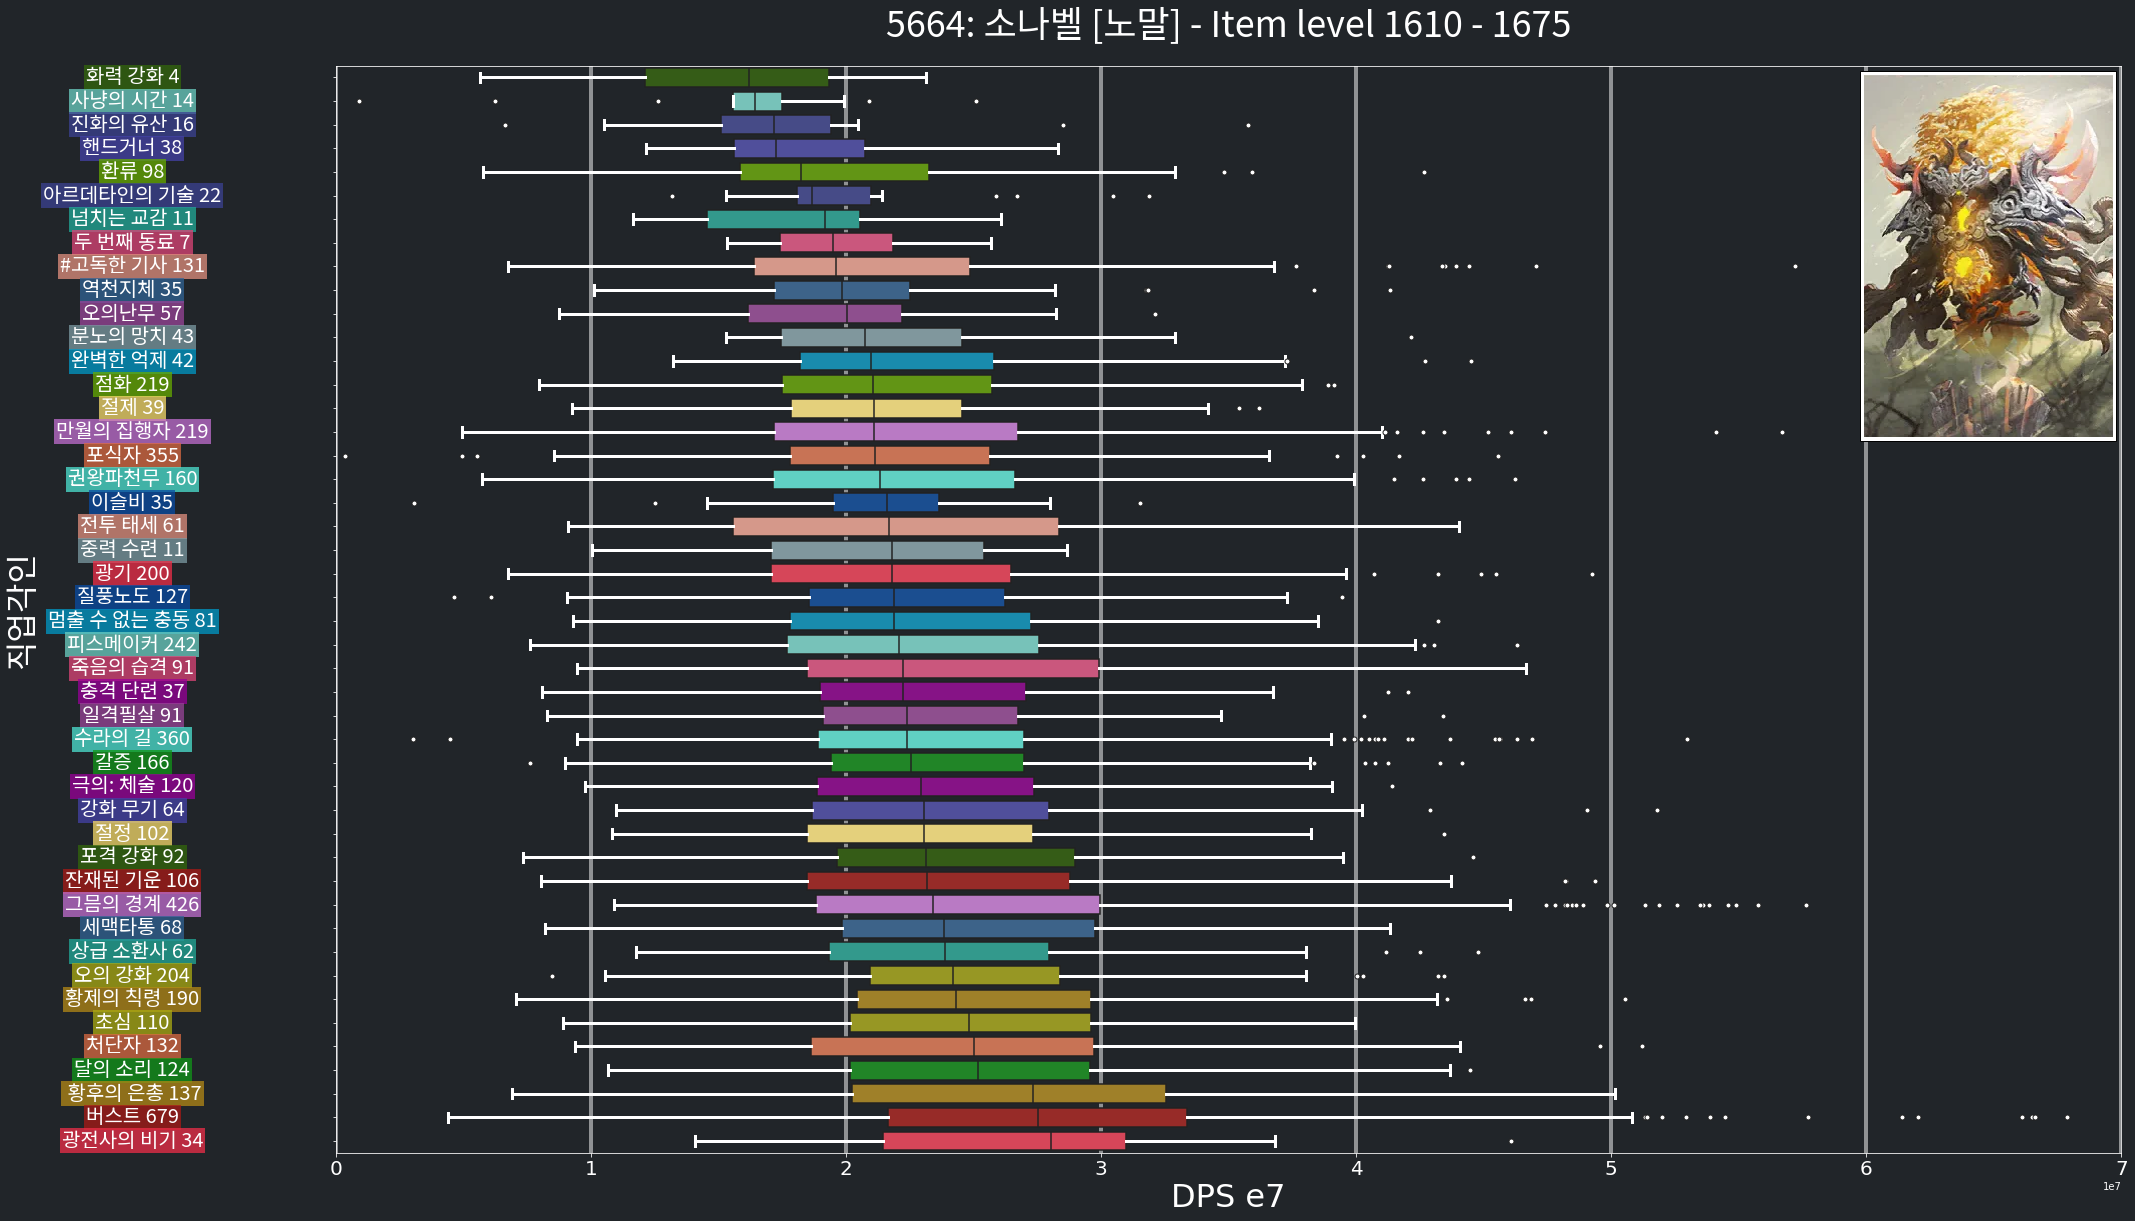 5664: 소나벨 [노말] - Item level 1610 - 1675
화력 강화 4
사냥의 시간 14
진화의 유산 16
핸드거너 38
환류 98
아르데타인의 기술 22
넘치는 교감 11
두 번째 동료 7
#고독한 기사 131
역천지체 35
오의난무 57
분노의 망치 43
완벽한 억제 42
점화 219
절제 39
만월의 집행자 219
포식자 355
권왕파천무 160
이슬비 35
전투 태세 61
중력 수련 11
광기 200
질풍노도 127
멈출 수 없는 충동 81
피스메이커 242
죽음의 습격 91
충격 단련 37
일격필살 91
수라의 길 360
갈증 166
극의: 체술 120
강화 무기 64
절정 102
포격 강화 92
잔재된 기운 106
그믐의 경계 426
세맥타통 68
상급 소환사 62
오의 강화 204
황제의 칙령 190
초심 110
처단자 132
달의 소리 124
황후의 은총 137
버스트 679
광전사의 비기 34
직업각인
0 1 2 3 4 5 6 7
1e7
DPS e7